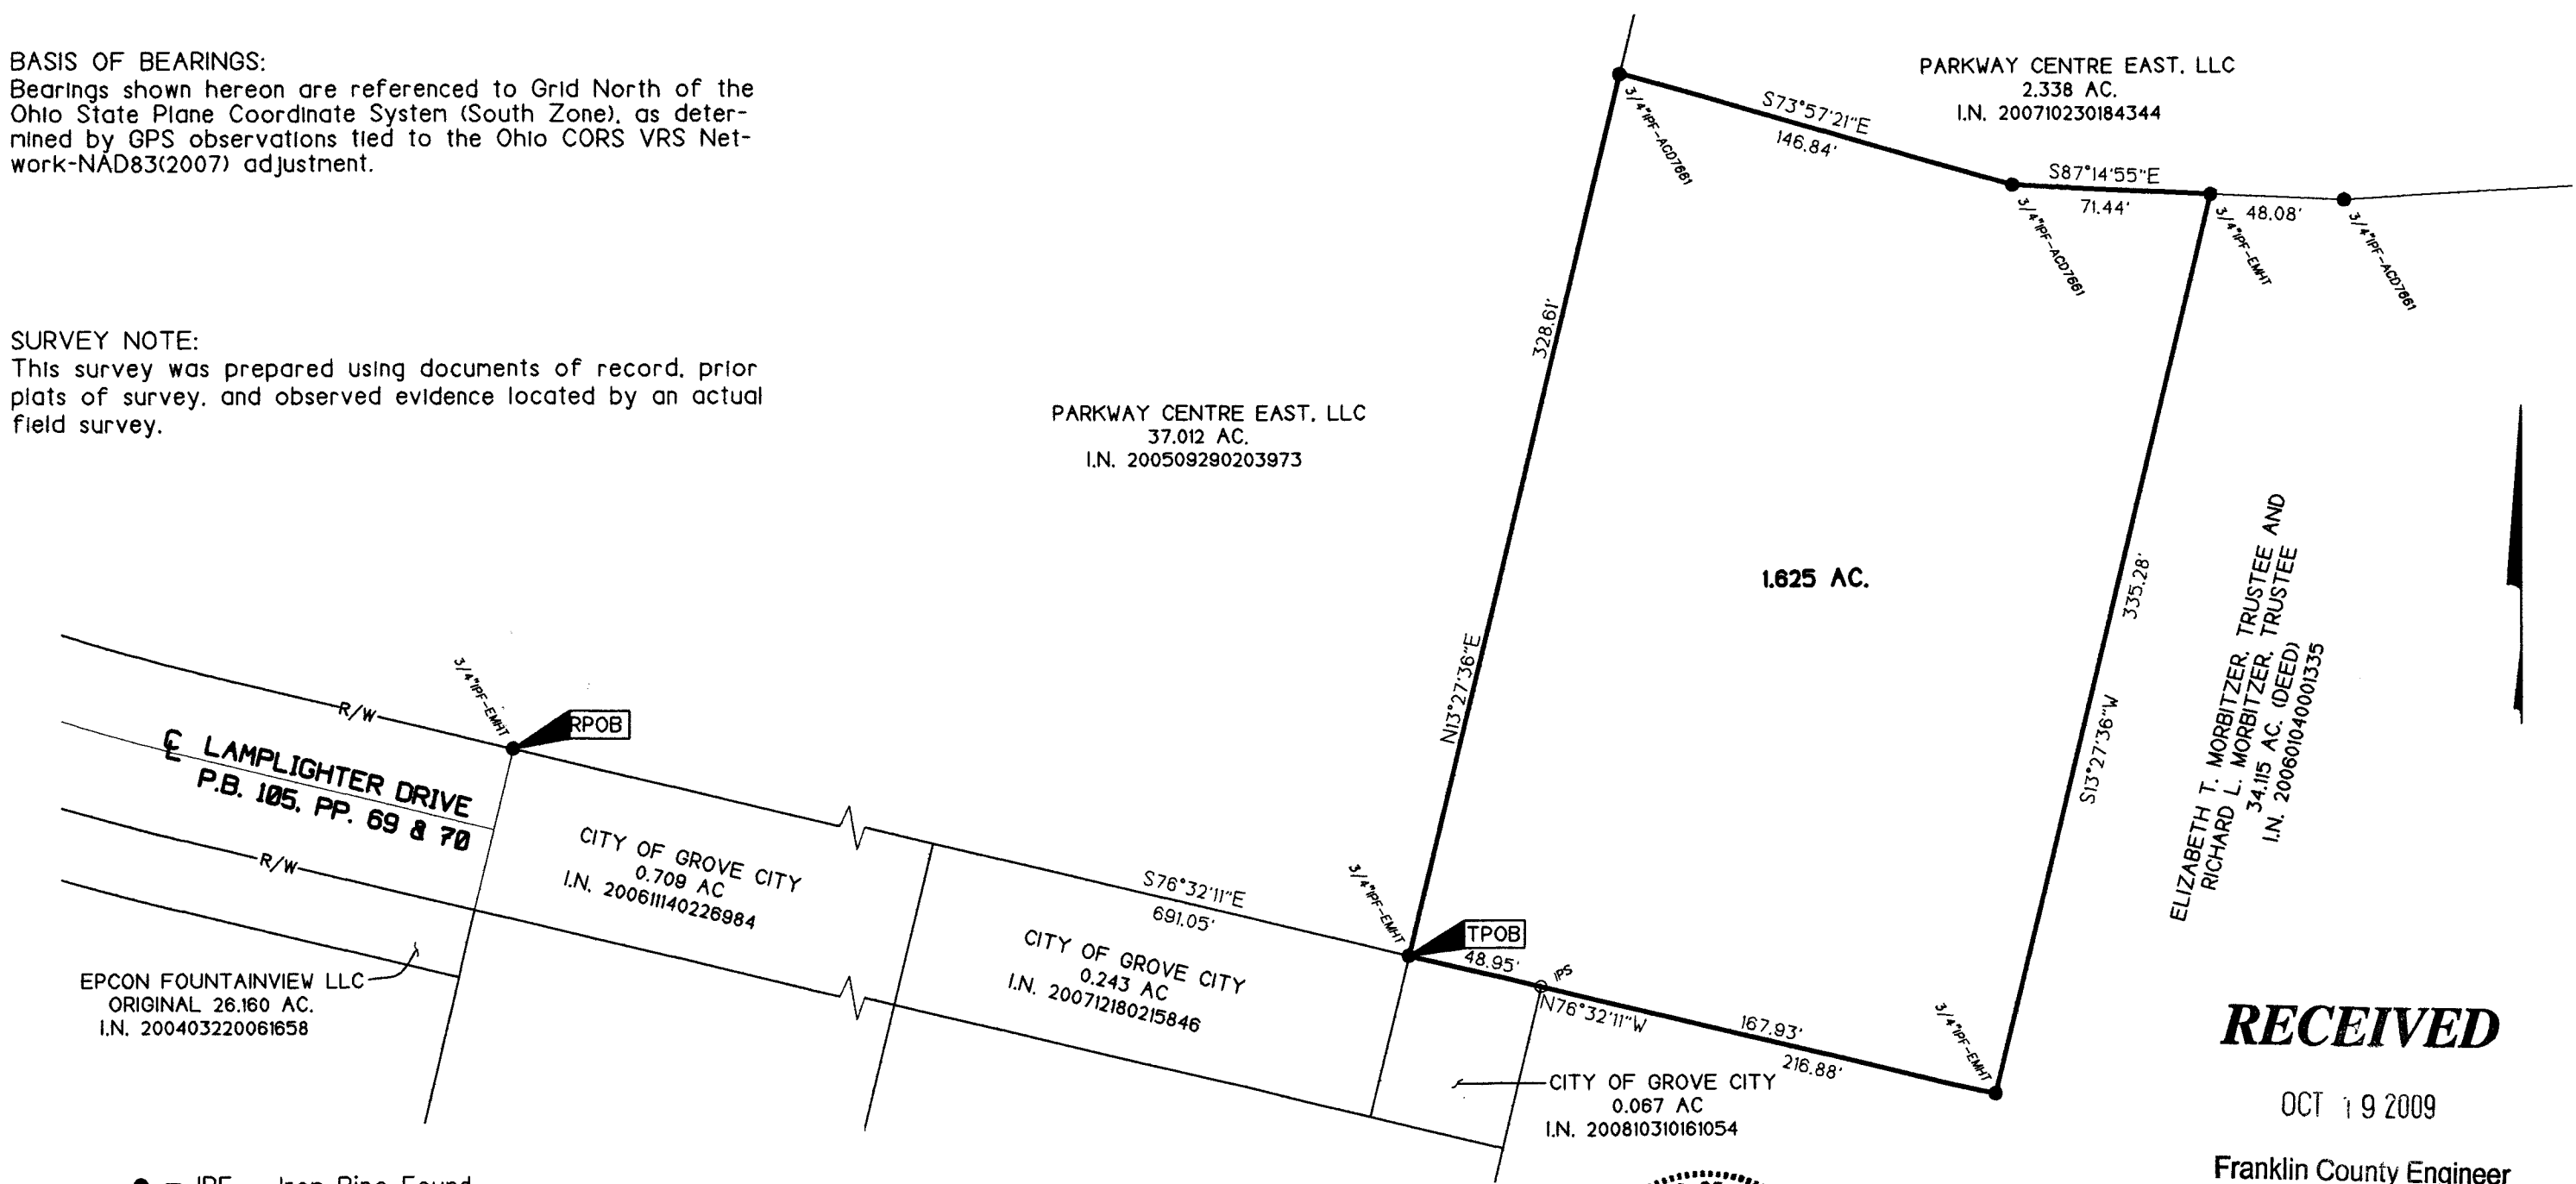 BASIS OF BEARINGS:
Bearings shown hereon are referenced to Grid North of the
Ohio State Plane Coordinate System (South Zone), as deter-
mined by GPS observations tied to the Ohio CORS VRS Net-
work-NAD83(2007) adjustment.
SURVEY NOTE:
This survey was prepared using documents of record, prior
plats of survey, and observed evidence located by an actual
field survey.
PARKWAY CENTRE EAST, LLC
2.338 AC.
I.N. 200710230184344
S73°57'21"E
146.84'
S87°14'55"E
71.44'
48.08'
3/4"IPF-ACD7661
3/4"IPF-ACD7661
3/4"IPF-EMHT
3/4"IPF-ACD7661
328.61'
N13°27'36"E
PARKWAY CENTRE EAST, LLC
37.012 AC.
I.N. 200509290203973
1.625 AC.
335.28'
S13°27'36"W
ELIZABETH T. MORBITZER, TRUSTEE AND
RICHARD L. MORBITZER, TRUSTEE
34.115 AC. (DEED)
I.N. 200601040001335
3/4"IPF-EMHT
RPOB
R/W
℄ LAMPLIGHTER DRIVE
P.B. 105, PP. 69 & 70
R/W
CITY OF GROVE CITY
0.709 AC
I.N. 200611140226984
S76°32'11"E
691.05'
CITY OF GROVE CITY
0.243 AC
I.N. 200712180215846
3/4"IPF-EMHT
TPOB
48.95'
IPS
N76°32'11"W
167.93'
216.88'
3/4"IPF-EMHT
EPCON FOUNTAINVIEW LLC
ORIGINAL 26.160 AC.
I.N. 200403220061658
CITY OF GROVE CITY
0.067 AC
I.N. 200810310161054
RECEIVED
OCT 19 2009
Franklin County Engineer
● = IPF = Iron Pipe Found